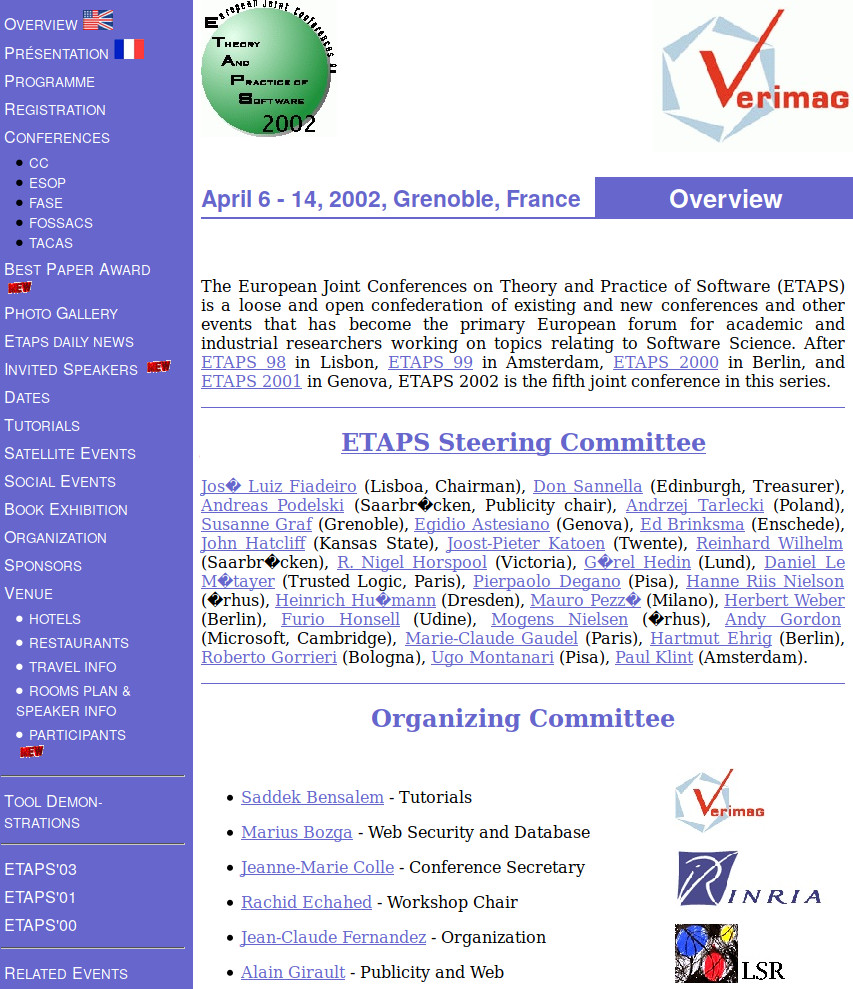 OVERVIEW
PRÉSENTATION
PROGRAMME
REGISTRATION
CONFERENCES
CC
ESOP
FASE
FOSSACS
TACAS
BEST PAPER AWARD
NEW
PHOTO GALLERY
ETAPS DAILY NEWS
INVITED SPEAKERS NEW
DATES
TUTORIALS
SATELLITE EVENTS
SOCIAL EVENTS
BOOK EXHIBITION
ORGANIZATION
SPONSORS
VENUE
HOTELS
RESTAURANTS
TRAVEL INFO
ROOMS PLAN &
SPEAKER INFO
PARTICIPANTS
NEW
TOOL DEMON-
STRATIONS
ETAPS'03
ETAPS'01
ETAPS'00
RELATED EVENTS
European Joint Conferences on
THEORY
AND
PRACTICE OF
SOFTWARE
2002
Verimag
April 6 - 14, 2002, Grenoble, France
Overview
The European Joint Conferences on Theory and Practice of Software (ETAPS)
is a loose and open confederation of existing and new conferences and other
events that has become the primary European forum for academic and
industrial researchers working on topics relating to Software Science. After
ETAPS 98 in Lisbon, ETAPS 99 in Amsterdam, ETAPS 2000 in Berlin, and
ETAPS 2001 in Genova, ETAPS 2002 is the fifth joint conference in this series.
ETAPS Steering Committee
Jos� Luiz Fiadeiro (Lisboa, Chairman), Don Sannella (Edinburgh, Treasurer),
Andreas Podelski (Saarbr�cken, Publicity chair), Andrzej Tarlecki (Poland),
Susanne Graf (Grenoble), Egidio Astesiano (Genova), Ed Brinksma (Enschede),
John Hatcliff (Kansas State), Joost-Pieter Katoen (Twente), Reinhard Wilhelm
(Saarbr�cken), R. Nigel Horspool (Victoria), G�rel Hedin (Lund), Daniel Le
M�tayer (Trusted Logic, Paris), Pierpaolo Degano (Pisa), Hanne Riis Nielson
(�rhus), Heinrich Hu�mann (Dresden), Mauro Pezz� (Milano), Herbert Weber
(Berlin), Furio Honsell (Udine), Mogens Nielsen (�rhus), Andy Gordon
(Microsoft, Cambridge), Marie-Claude Gaudel (Paris), Hartmut Ehrig (Berlin),
Roberto Gorrieri (Bologna), Ugo Montanari (Pisa), Paul Klint (Amsterdam).
Organizing Committee
Saddek Bensalem - Tutorials
Marius Bozga - Web Security and Database
Jeanne-Marie Colle - Conference Secretary
Rachid Echahed - Workshop Chair
Jean-Claude Fernandez - Organization
Alain Girault - Publicity and Web
Verimag
INRIA
LSR